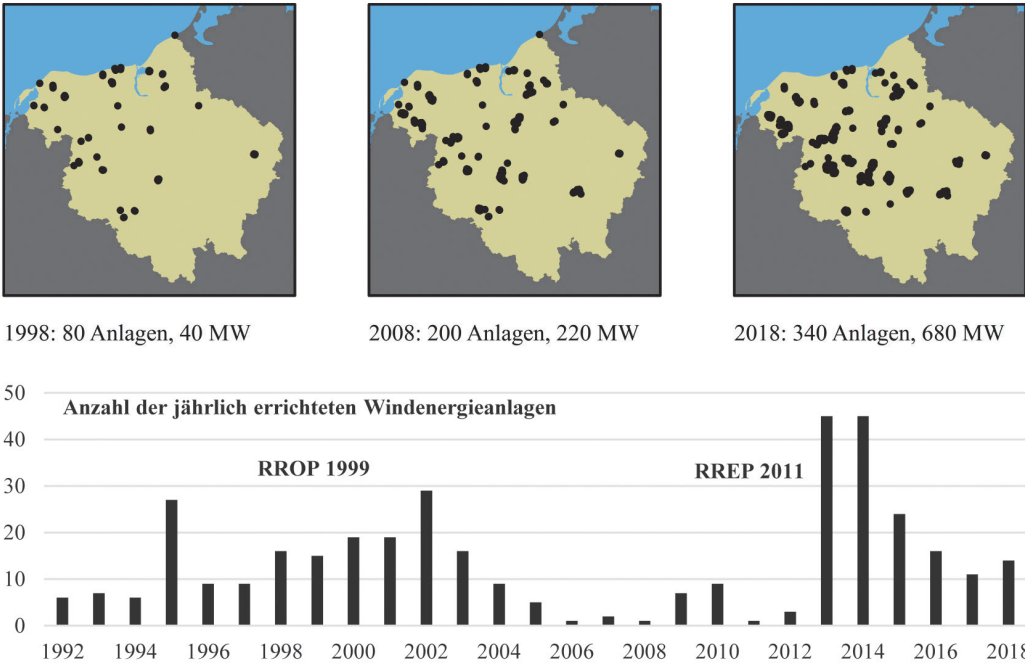 1998: 80 Anlagen, 40 MW 2008: 200 Anlagen, 220 MW 2018: 340 Anlagen, 680 MW
50
Anzahl der jährlich errichteten Windenergieanlagen
40
RROP 1999 RREP 2011
30
20
10
0
1992 1994 1996 1998 2000 2002 2004 2006 2008 2010 2012 2014 2016 2018